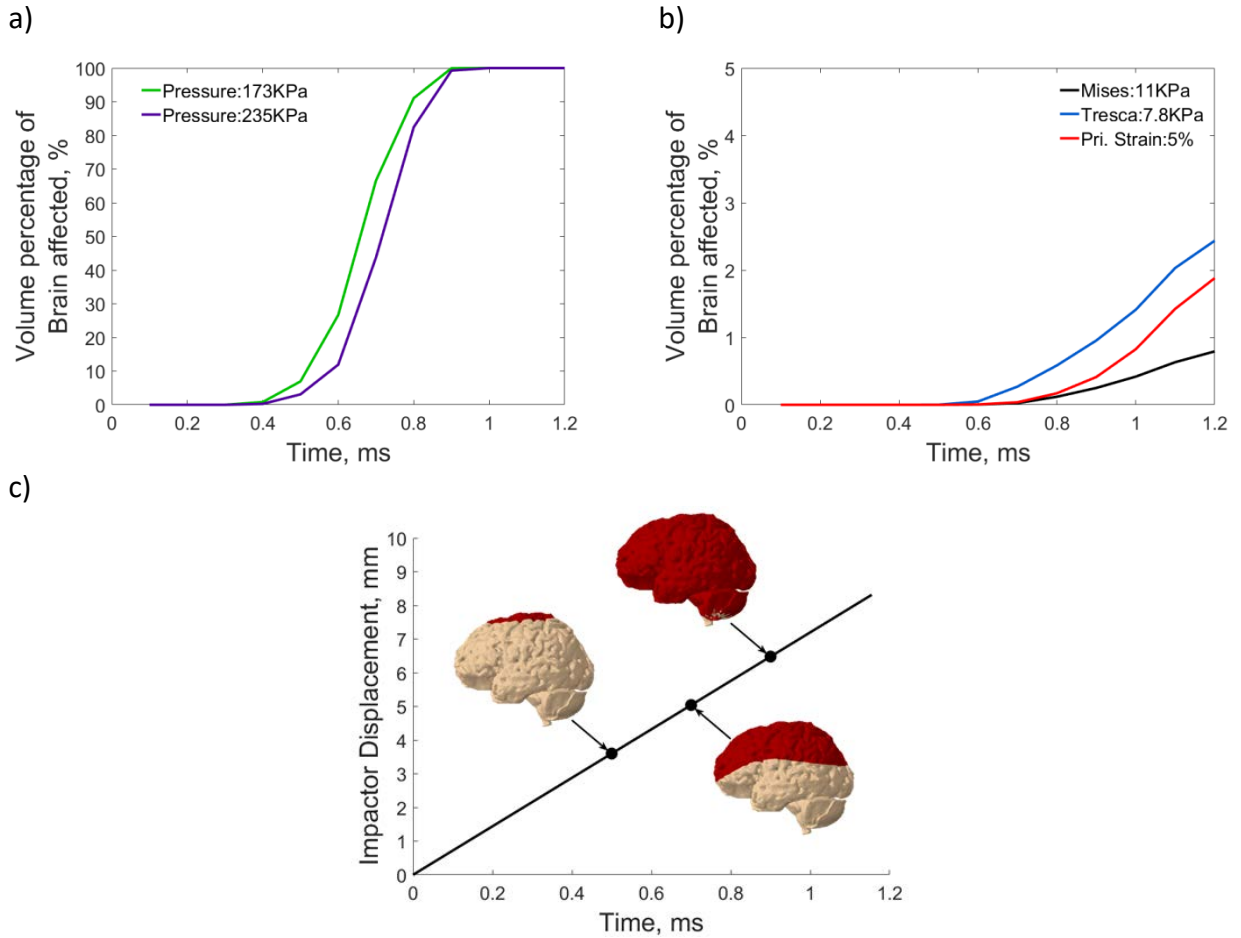 a)
Volume percentage of
Brain affected, %
100
90
80
70
60
50
40
30
20
10
0
Pressure:173KPa
Pressure:235KPa
0 0.2 0.4 0.6 0.8 1 1.2
Time, ms
b)
Volume percentage of
Brain affected, %
5
4
3
2
1
0
Mises:11KPa
Tresca:7.8KPa
Pri. Strain:5%
0 0.2 0.4 0.6 0.8 1 1.2
Time, ms
c)
Impactor Displacement, mm
10
9
8
7
6
5
4
3
2
1
0
0 0.2 0.4 0.6 0.8 1 1.2
Time, ms